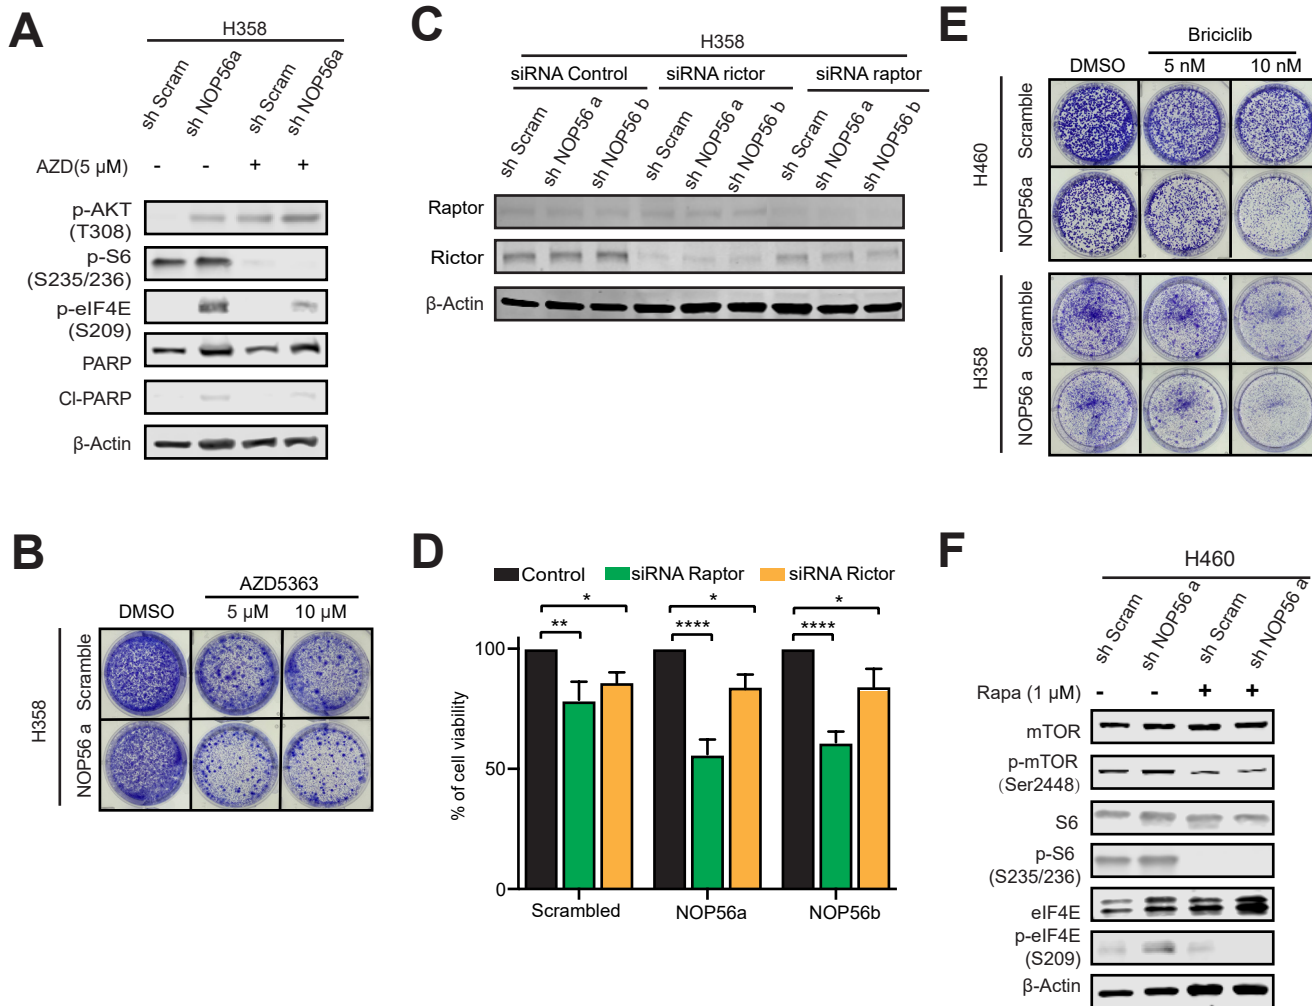 A
H358
sh Scram
sh NOP56a
sh Scram
sh NOP56a
AZD(5 µM)
- - + +
p-AKT
(T308)
p-S6
(S235/236)
p-eIF4E
(S209)
PARP
Cl-PARP
β-Actin
B
AZD5363
DMSO 5 µM 10 µM
H358
Scramble
NOP56 a
C
H358
siRNA Control siRNA rictor siRNA raptor
sh Scram
sh NOP56 a
sh NOP56 b
sh Scram
sh NOP56 a
sh NOP56 b
sh Scram
sh NOP56 a
sh NOP56 b
Raptor
Rictor
β-Actin
D
Control siRNA Raptor siRNA Rictor
* * *
** **** ****
% of cell viability
100
50
0
Scrambled NOP56a NOP56b
E
Briciclib
DMSO 5 nM 10 nM
H460
Scramble
NOP56a
H358
Scramble
NOP56 a
F
H460
sh Scram
sh NOP56 a
sh Scram
sh NOP56 a
Rapa (1 µM) - - + +
mTOR
p-mTOR
(Ser2448)
S6
p-S6
(S235/236)
eIF4E
p-eIF4E
(S209)
β-Actin